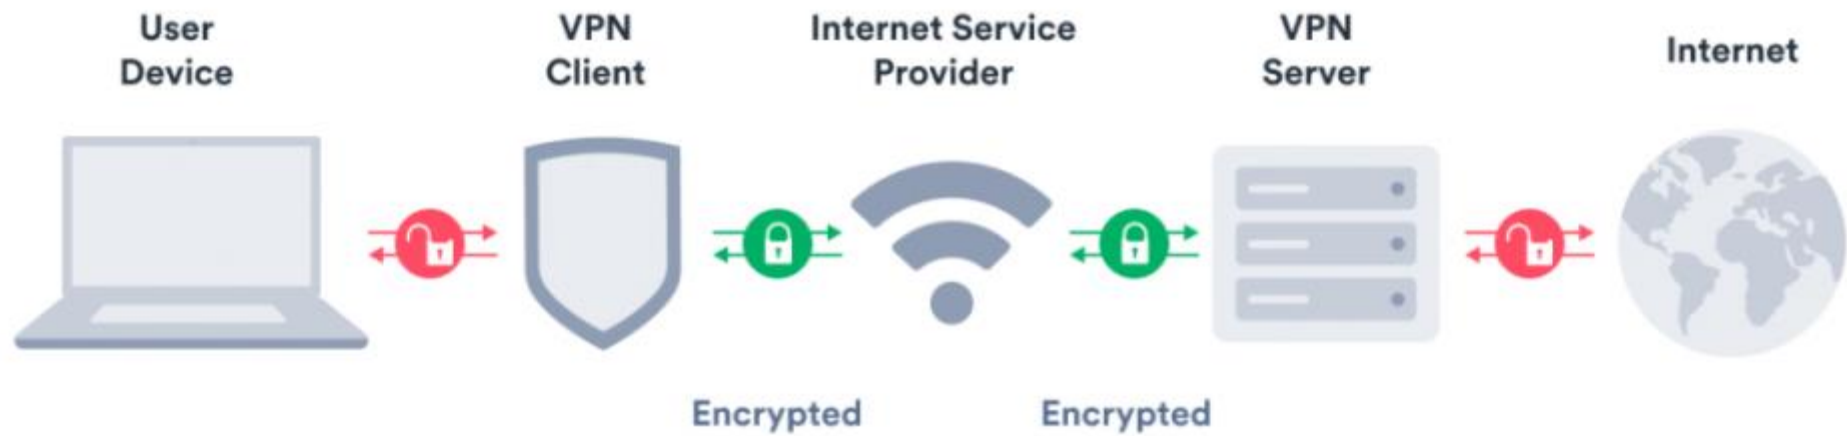 User
Device
VPN
Client
Internet Service
Provider
VPN
Server
Internet
Encrypted
Encrypted